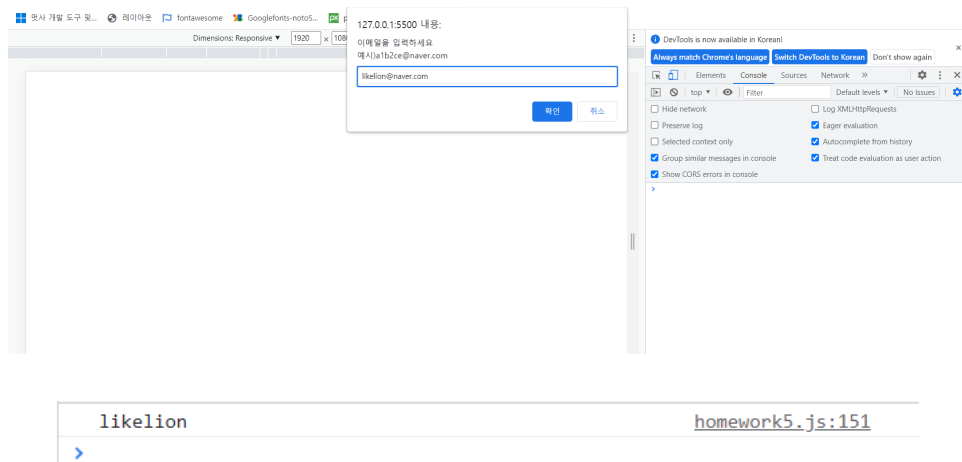 멋사 개발 도구 및... 레이아웃 fontawesome Googlefonts-notoS...
Dimensions: Responsive ▼ 1920 × 108
127.0.0.1:5500 내용:
이메일을 입력하세요
예시)a1b2ce@naver.com
likelion@naver.com
확인 취소
DevTools is now available in Korean!
Always match Chrome's language Switch DevTools to Korean Don't show again
Elements Console Sources Network »
top ▼ Filter Default levels ▼ No Issues
Hide network Log XMLHttpRequests
Preserve log Eager evaluation
Selected context only Autocomplete from history
Group similar messages in console Treat code evaluation as user action
Show CORS errors in console
likelion homework5.js:151